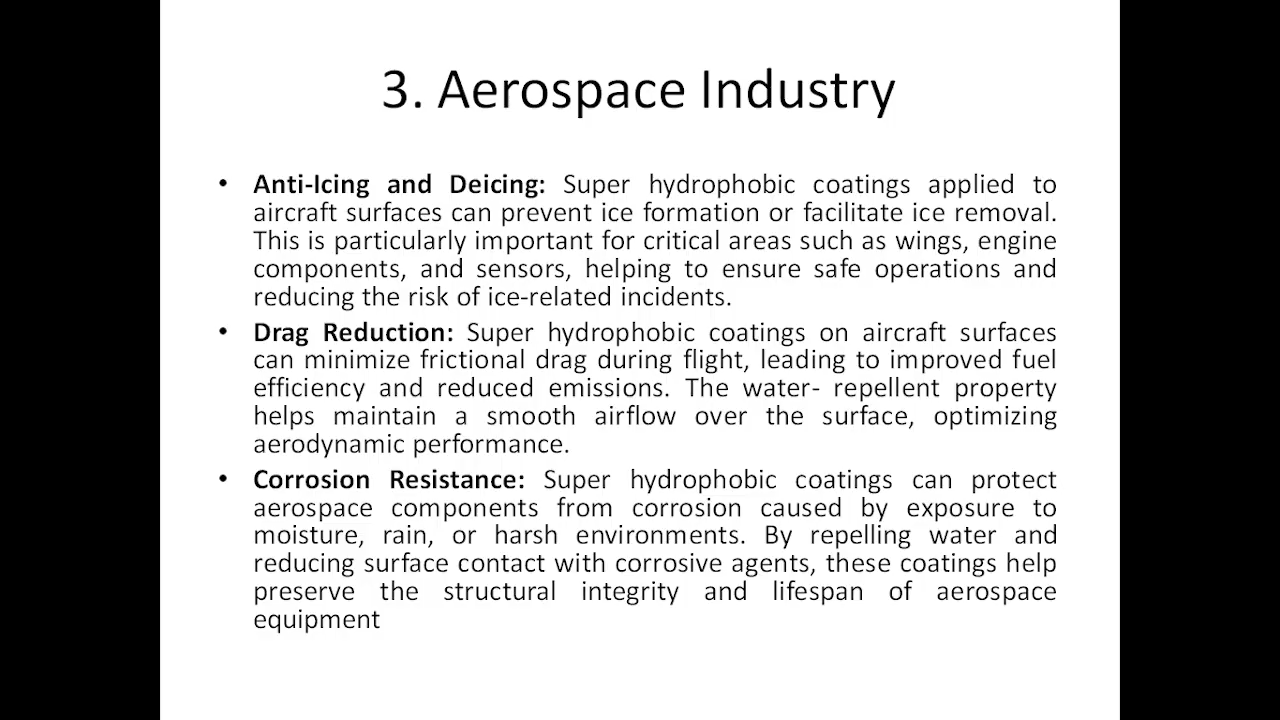 3. Aerospace Industry
• Anti-Icing and Deicing: Super hydrophobic coatings applied to
aircraft surfaces can prevent ice formation or facilitate ice removal.
This is particularly important for critical areas such as wings, engine
components, and sensors, helping to ensure safe operations and
reducing the risk of ice-related incidents.
• Drag Reduction: Super hydrophobic coatings on aircraft surfaces
can minimize frictional drag during flight, leading to improved fuel
efficiency and reduced emissions. The water- repellent property
helps maintain a smooth airflow over the surface, optimizing
aerodynamic performance.
• Corrosion Resistance: Super hydrophobic coatings can protect
aerospace components from corrosion caused by exposure to
moisture, rain, or harsh environments. By repelling water and
reducing surface contact with corrosive agents, these coatings help
preserve the structural integrity and lifespan of aerospace
equipment